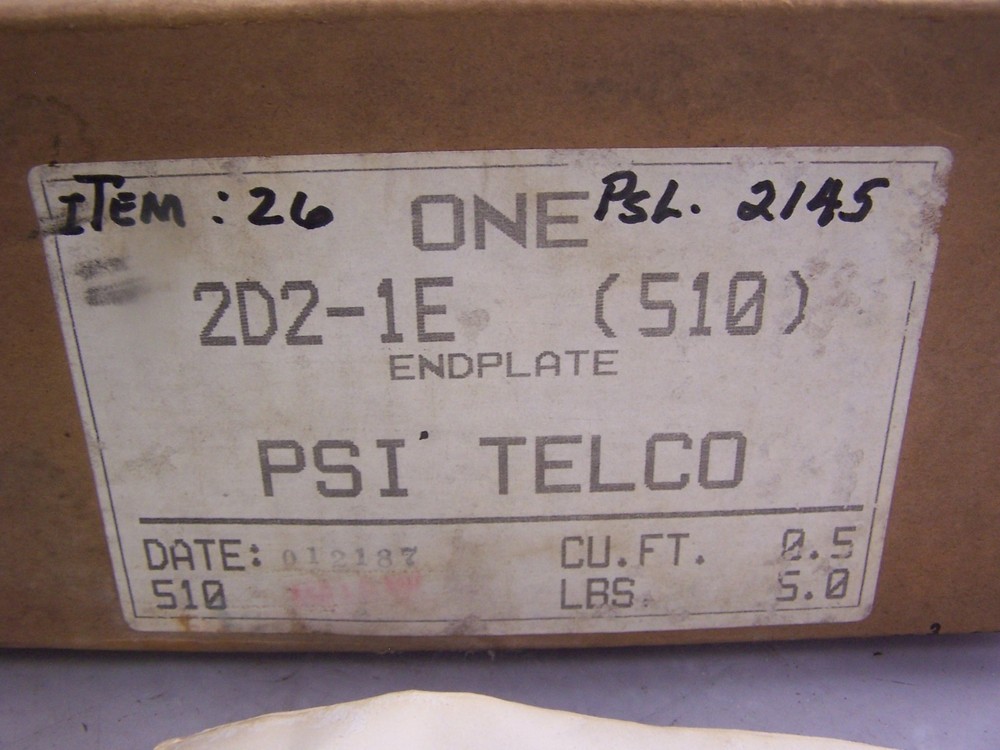 ITEM: 26 ONE PSL. 2145
2D2-1E (510)
ENDPLATE
PSI TELCO
DATE: 012187 CU.FT. 0.5
510 LBS. 5.0